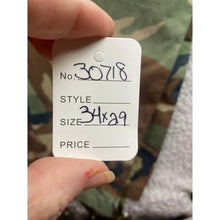 No. 30718
STYLE
SIZE 34x29
PRICE